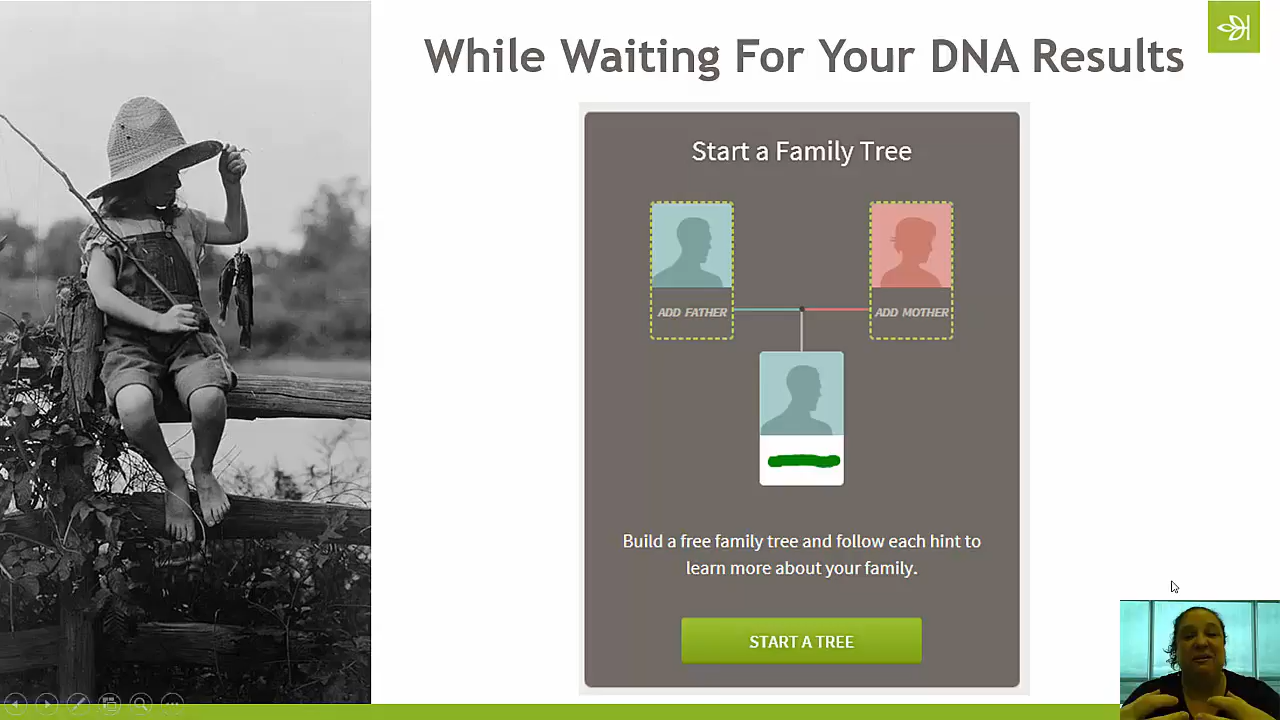 While Waiting For Your DNA Results
Start a Family Tree
ADD FATHER
ADD MOTHER
Build a free family tree and follow each hint to
learn more about your family.
START A TREE